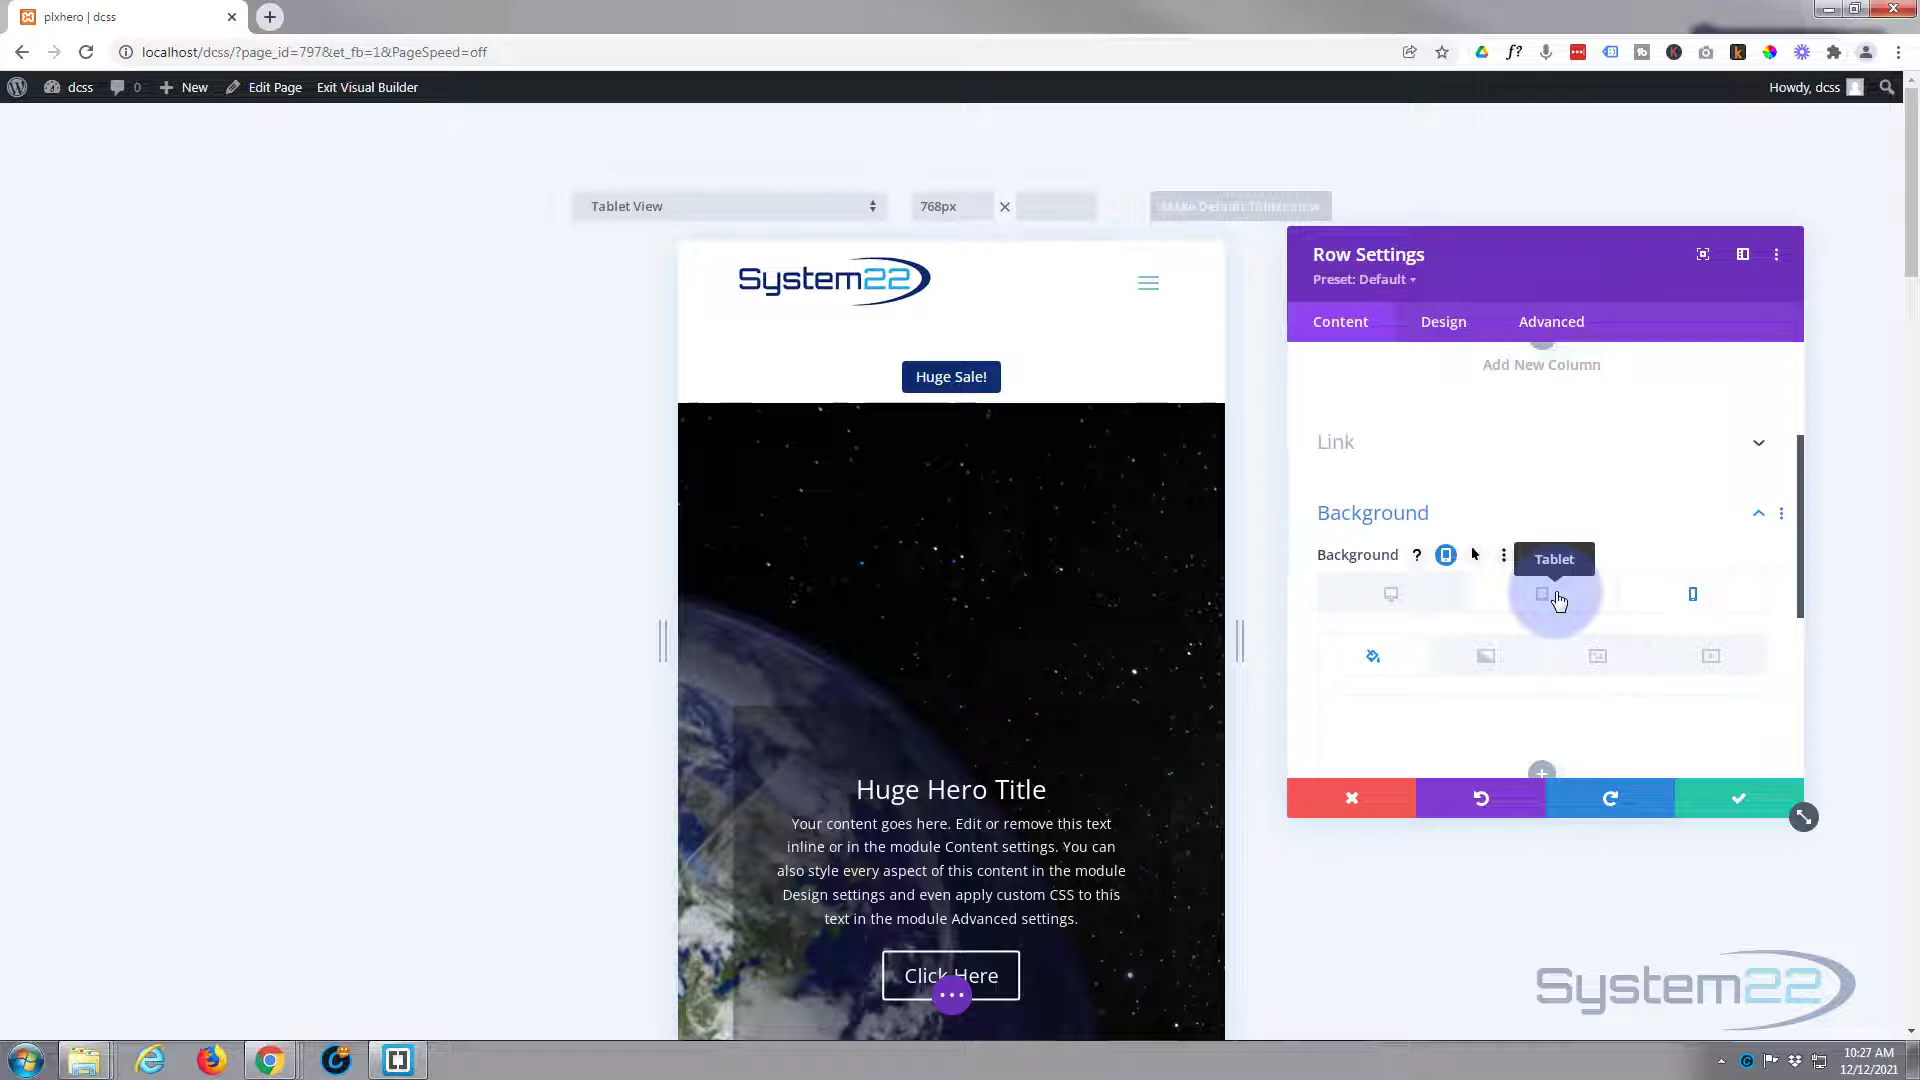 plxhero | dcss
localhost/dcss/?page_id=797&et_fb=1&PageSpeed=off
dcss
0
New
Edit Page
Exit Visual Builder
Howdy, dcss
Tablet View
768px
System22
Huge Sale!
Huge Hero Title
Your content goes here. Edit or remove this text
inline or in the module Content settings. You can
also style every aspect of this content in the module
Design settings and even apply custom CSS to this
text in the module Advanced settings.
Click Here
Row Settings
Preset: Default
Content
Design
Advanced
Add New Column
Link
Background
Background
Tablet
System22
10:27 AM
12/12/2021